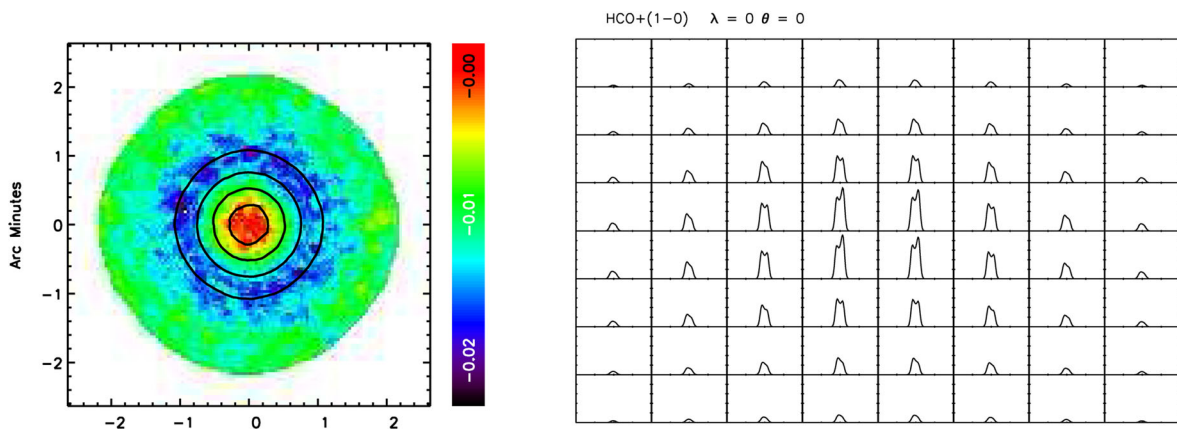 HCO+(1-0) λ = 0 θ = 0
Arc Minutes
2
1
0
-1
-2
-2 -1 0 1 2
-0.00
-0.01
-0.02